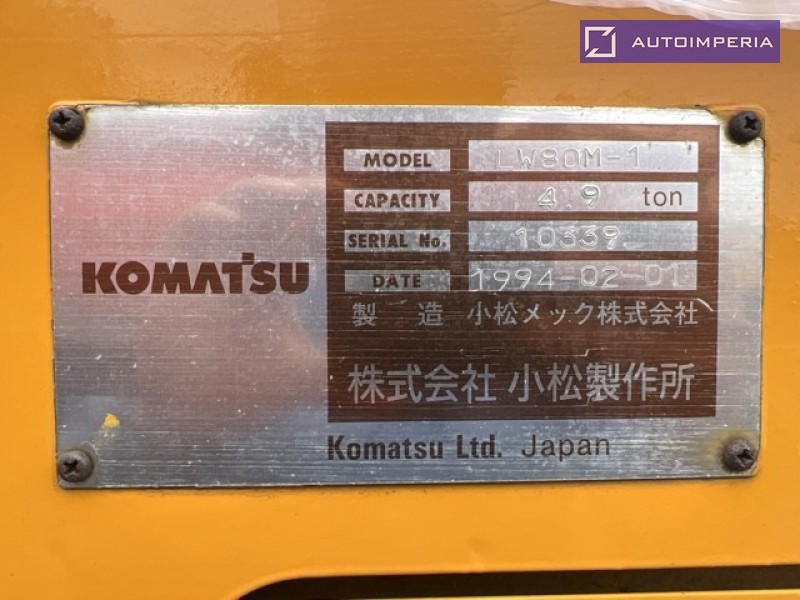 AUTOIMPERIA
MODEL LW80M-1
CAPACITY 4.9 ton
SERIAL No. 10339
KOMATSU
DATE 1994-02-01
製造 小松メック株式会社
株式会社 小松製作所
Komatsu Ltd. Japan